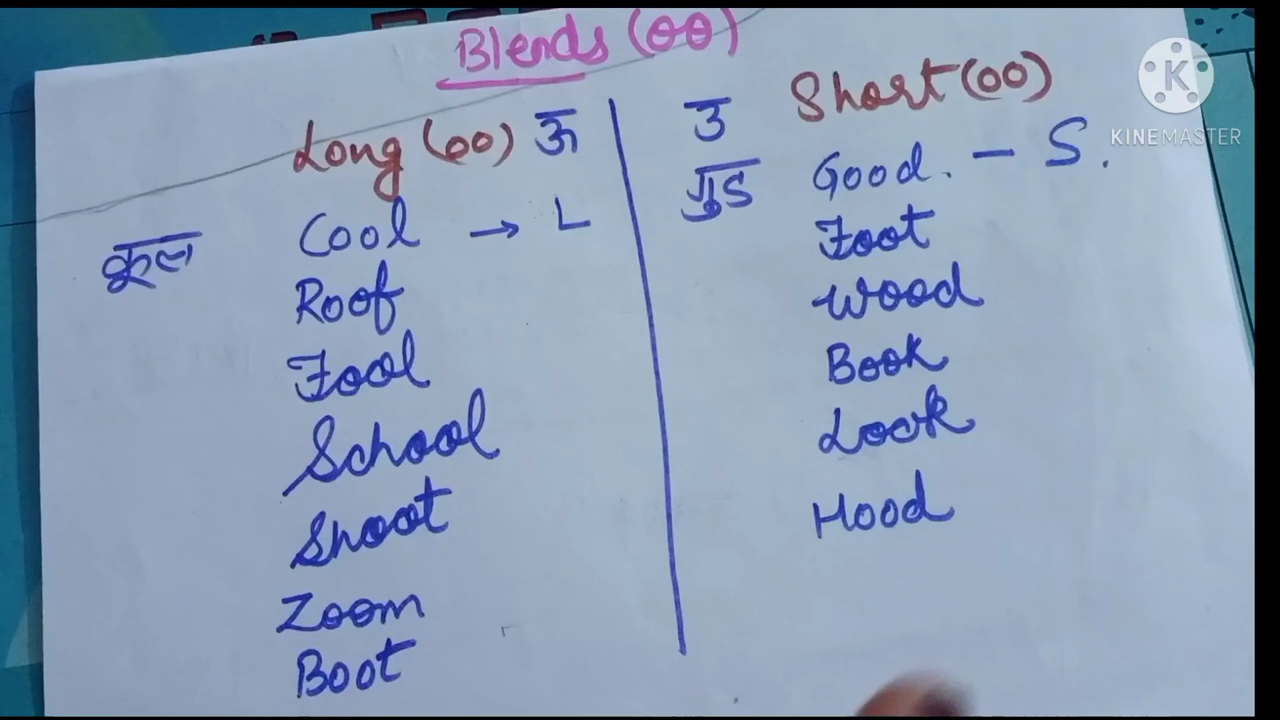 Blends (oo)
Long (oo) ऊ
कूल Cool → L
Roof
Fool
School
Shoot
Zoom
Boot
उ Short (oo)
गुड Good. - S.
Foot
Wood
Book
Look
Hood
K
KINEMASTER